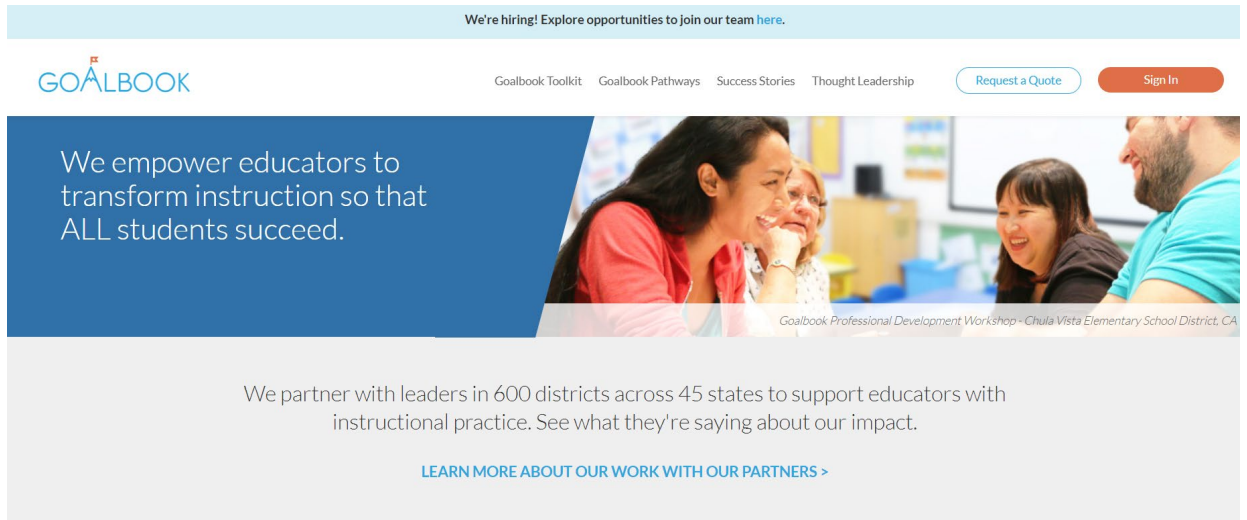 We're hiring! Explore opportunities to join our team here.
GOALBOOK
Goalbook Toolkit Goalbook Pathways Success Stories Thought Leadership Request a Quote Sign In
We empower educators to
transform instruction so that
ALL students succeed.
Goalbook Professional Development Workshop - Chula Vista Elementary School District, CA
We partner with leaders in 600 districts across 45 states to support educators with
instructional practice. See what they're saying about our impact.
LEARN MORE ABOUT OUR WORK WITH OUR PARTNERS >